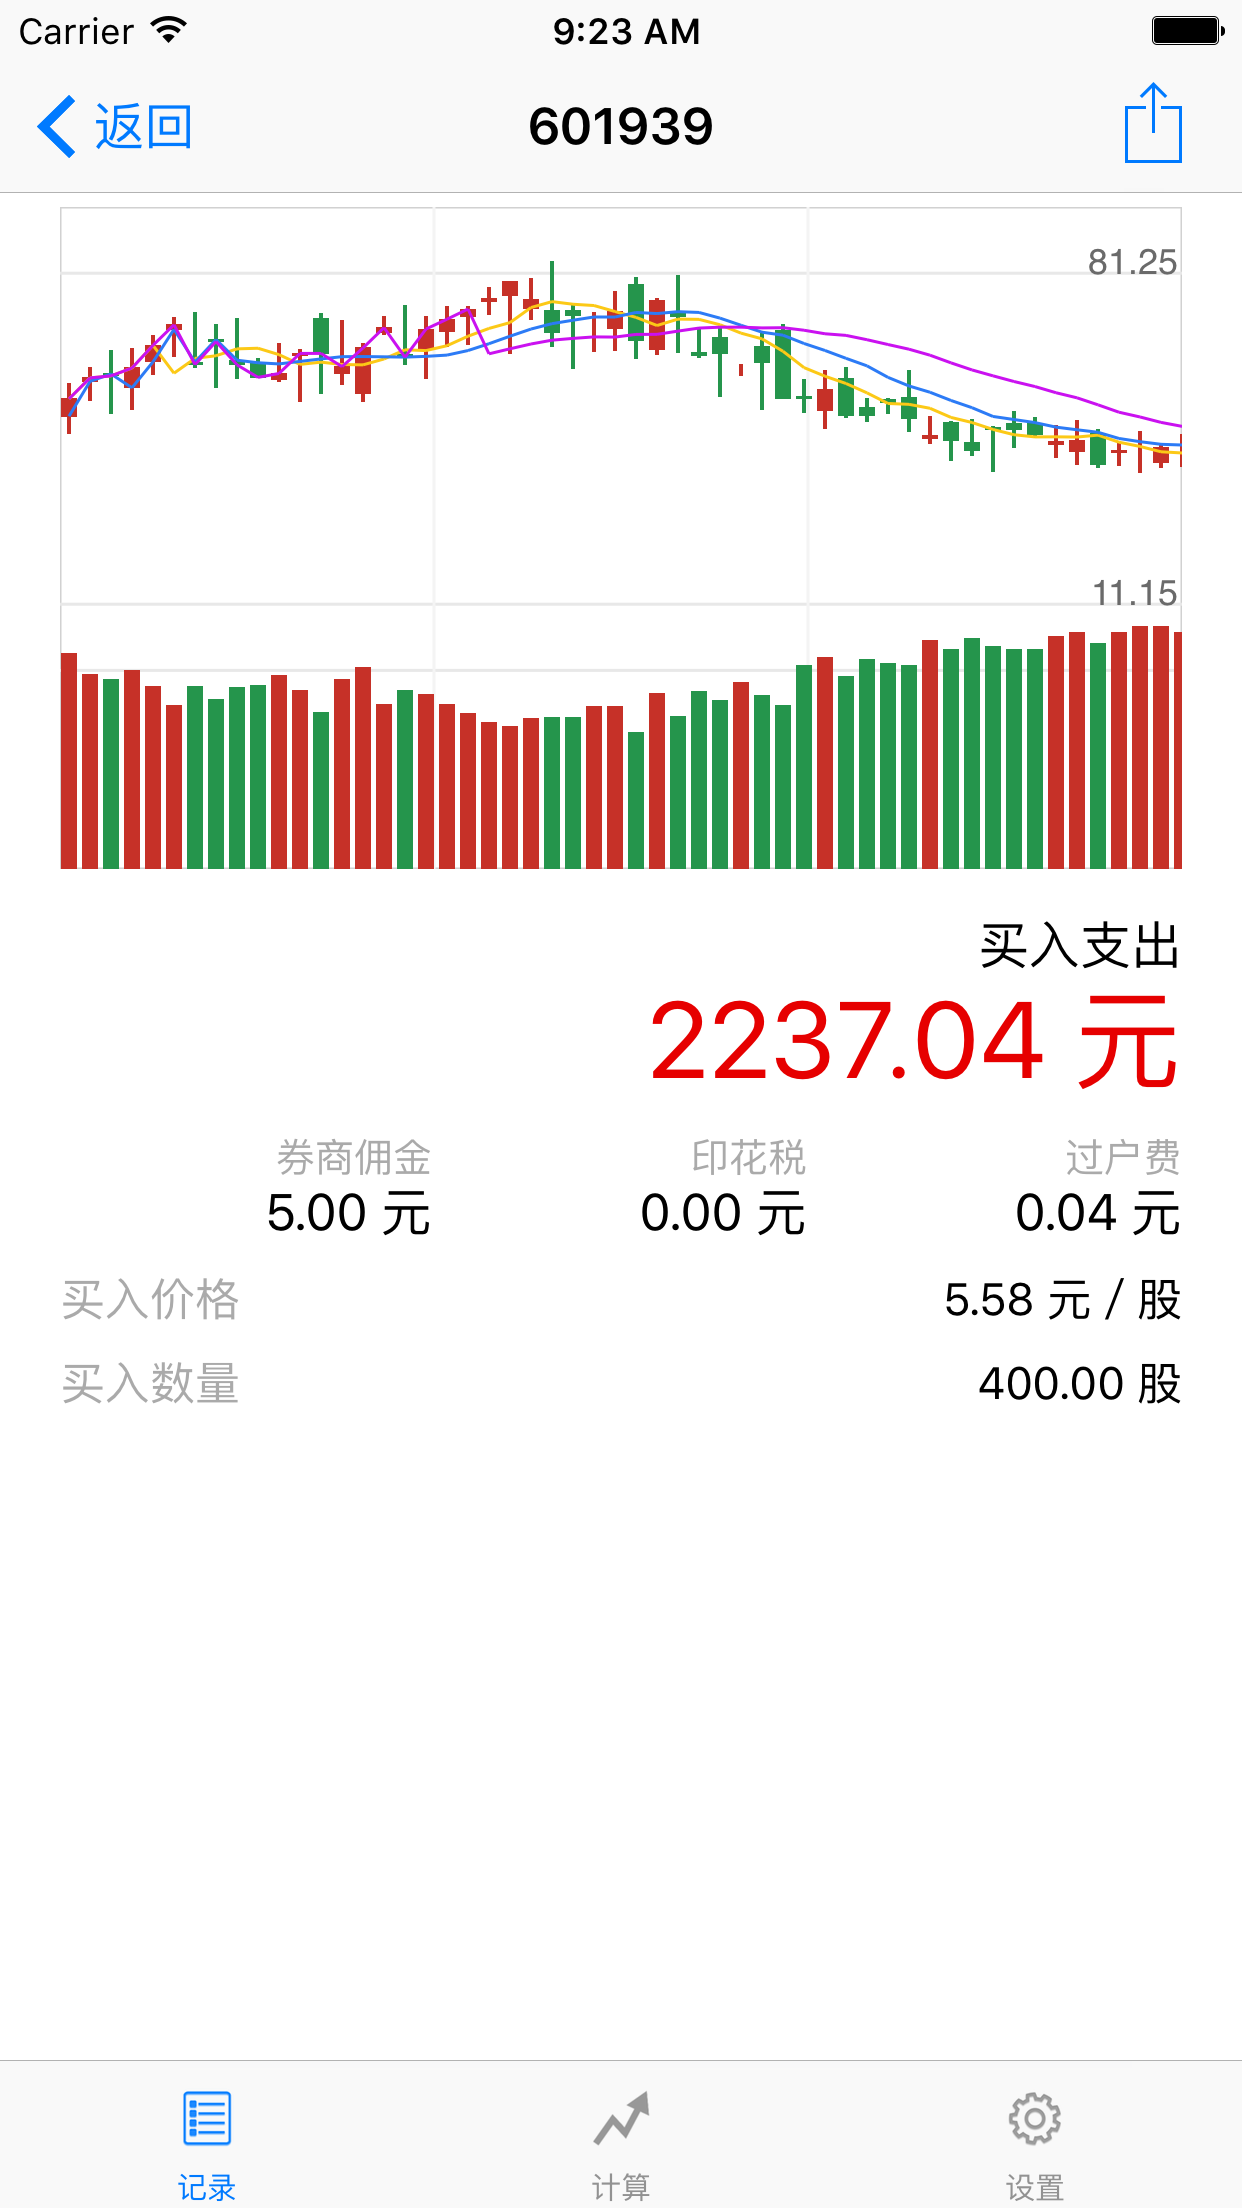 Carrier 9:23 AM
返回 601939
81.25
11.15
买入支出
2237.04 元
券商佣金 印花税 过户费
5.00 元 0.00 元 0.04 元
买入价格 5.58 元 / 股
买入数量 400.00 股
记录 计算 设置